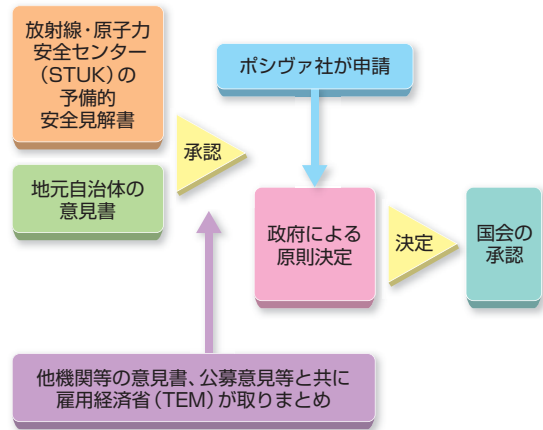 放射線・原子力
安全センター
（STUK）の
予備的
安全見解書
ポシヴァ社が申請
承認
地元自治体の
意見書
政府による
原則決定
決定
国会の
承認
他機関等の意見書、公募意見等と共に
雇用経済省（TEM）が取りまとめ